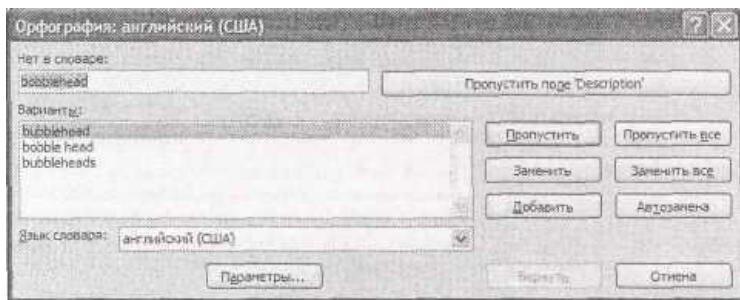 Орфография: английский (США)
Нет в словаре:
bobblehead
Пропустить поле 'Description'
Варианты:
bubblehead
bobble head
bubbleheads
Пропустить
Пропустить все
Заменить
Заменить все
Добавить
Автозамена
Язык словаря:
английский (США)
Параметры...
Вернуть
Отмена